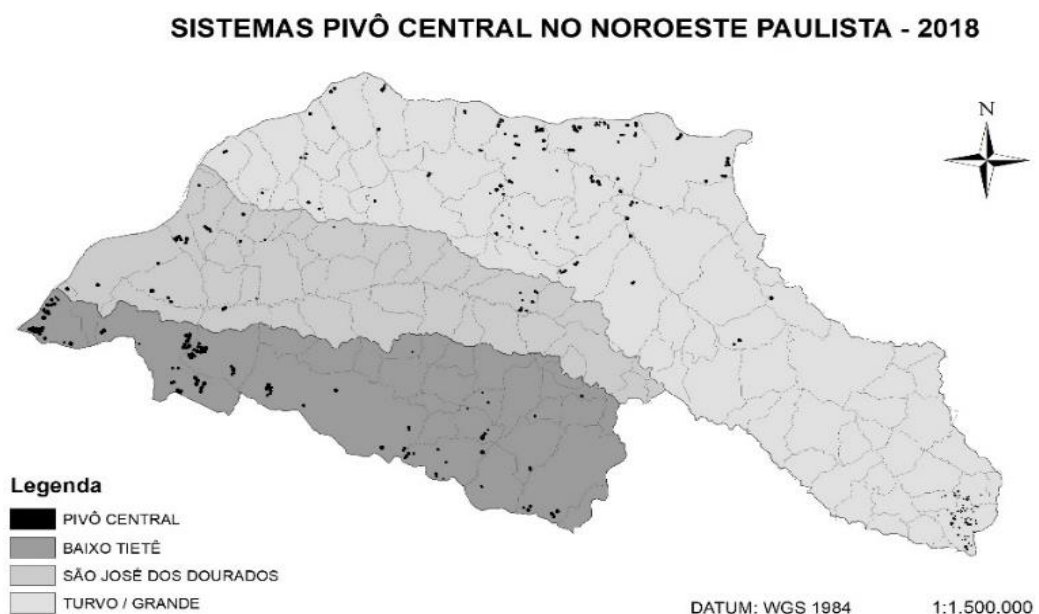 SISTEMAS PIVÔ CENTRAL NO NOROESTE PAULISTA - 2018
N
Legenda
PIVÔ CENTRAL
BAIXO TIETÊ
SÃO JOSÉ DOS DOURADOS
TURVO / GRANDE
DATUM: WGS 1984 1:1.500.000